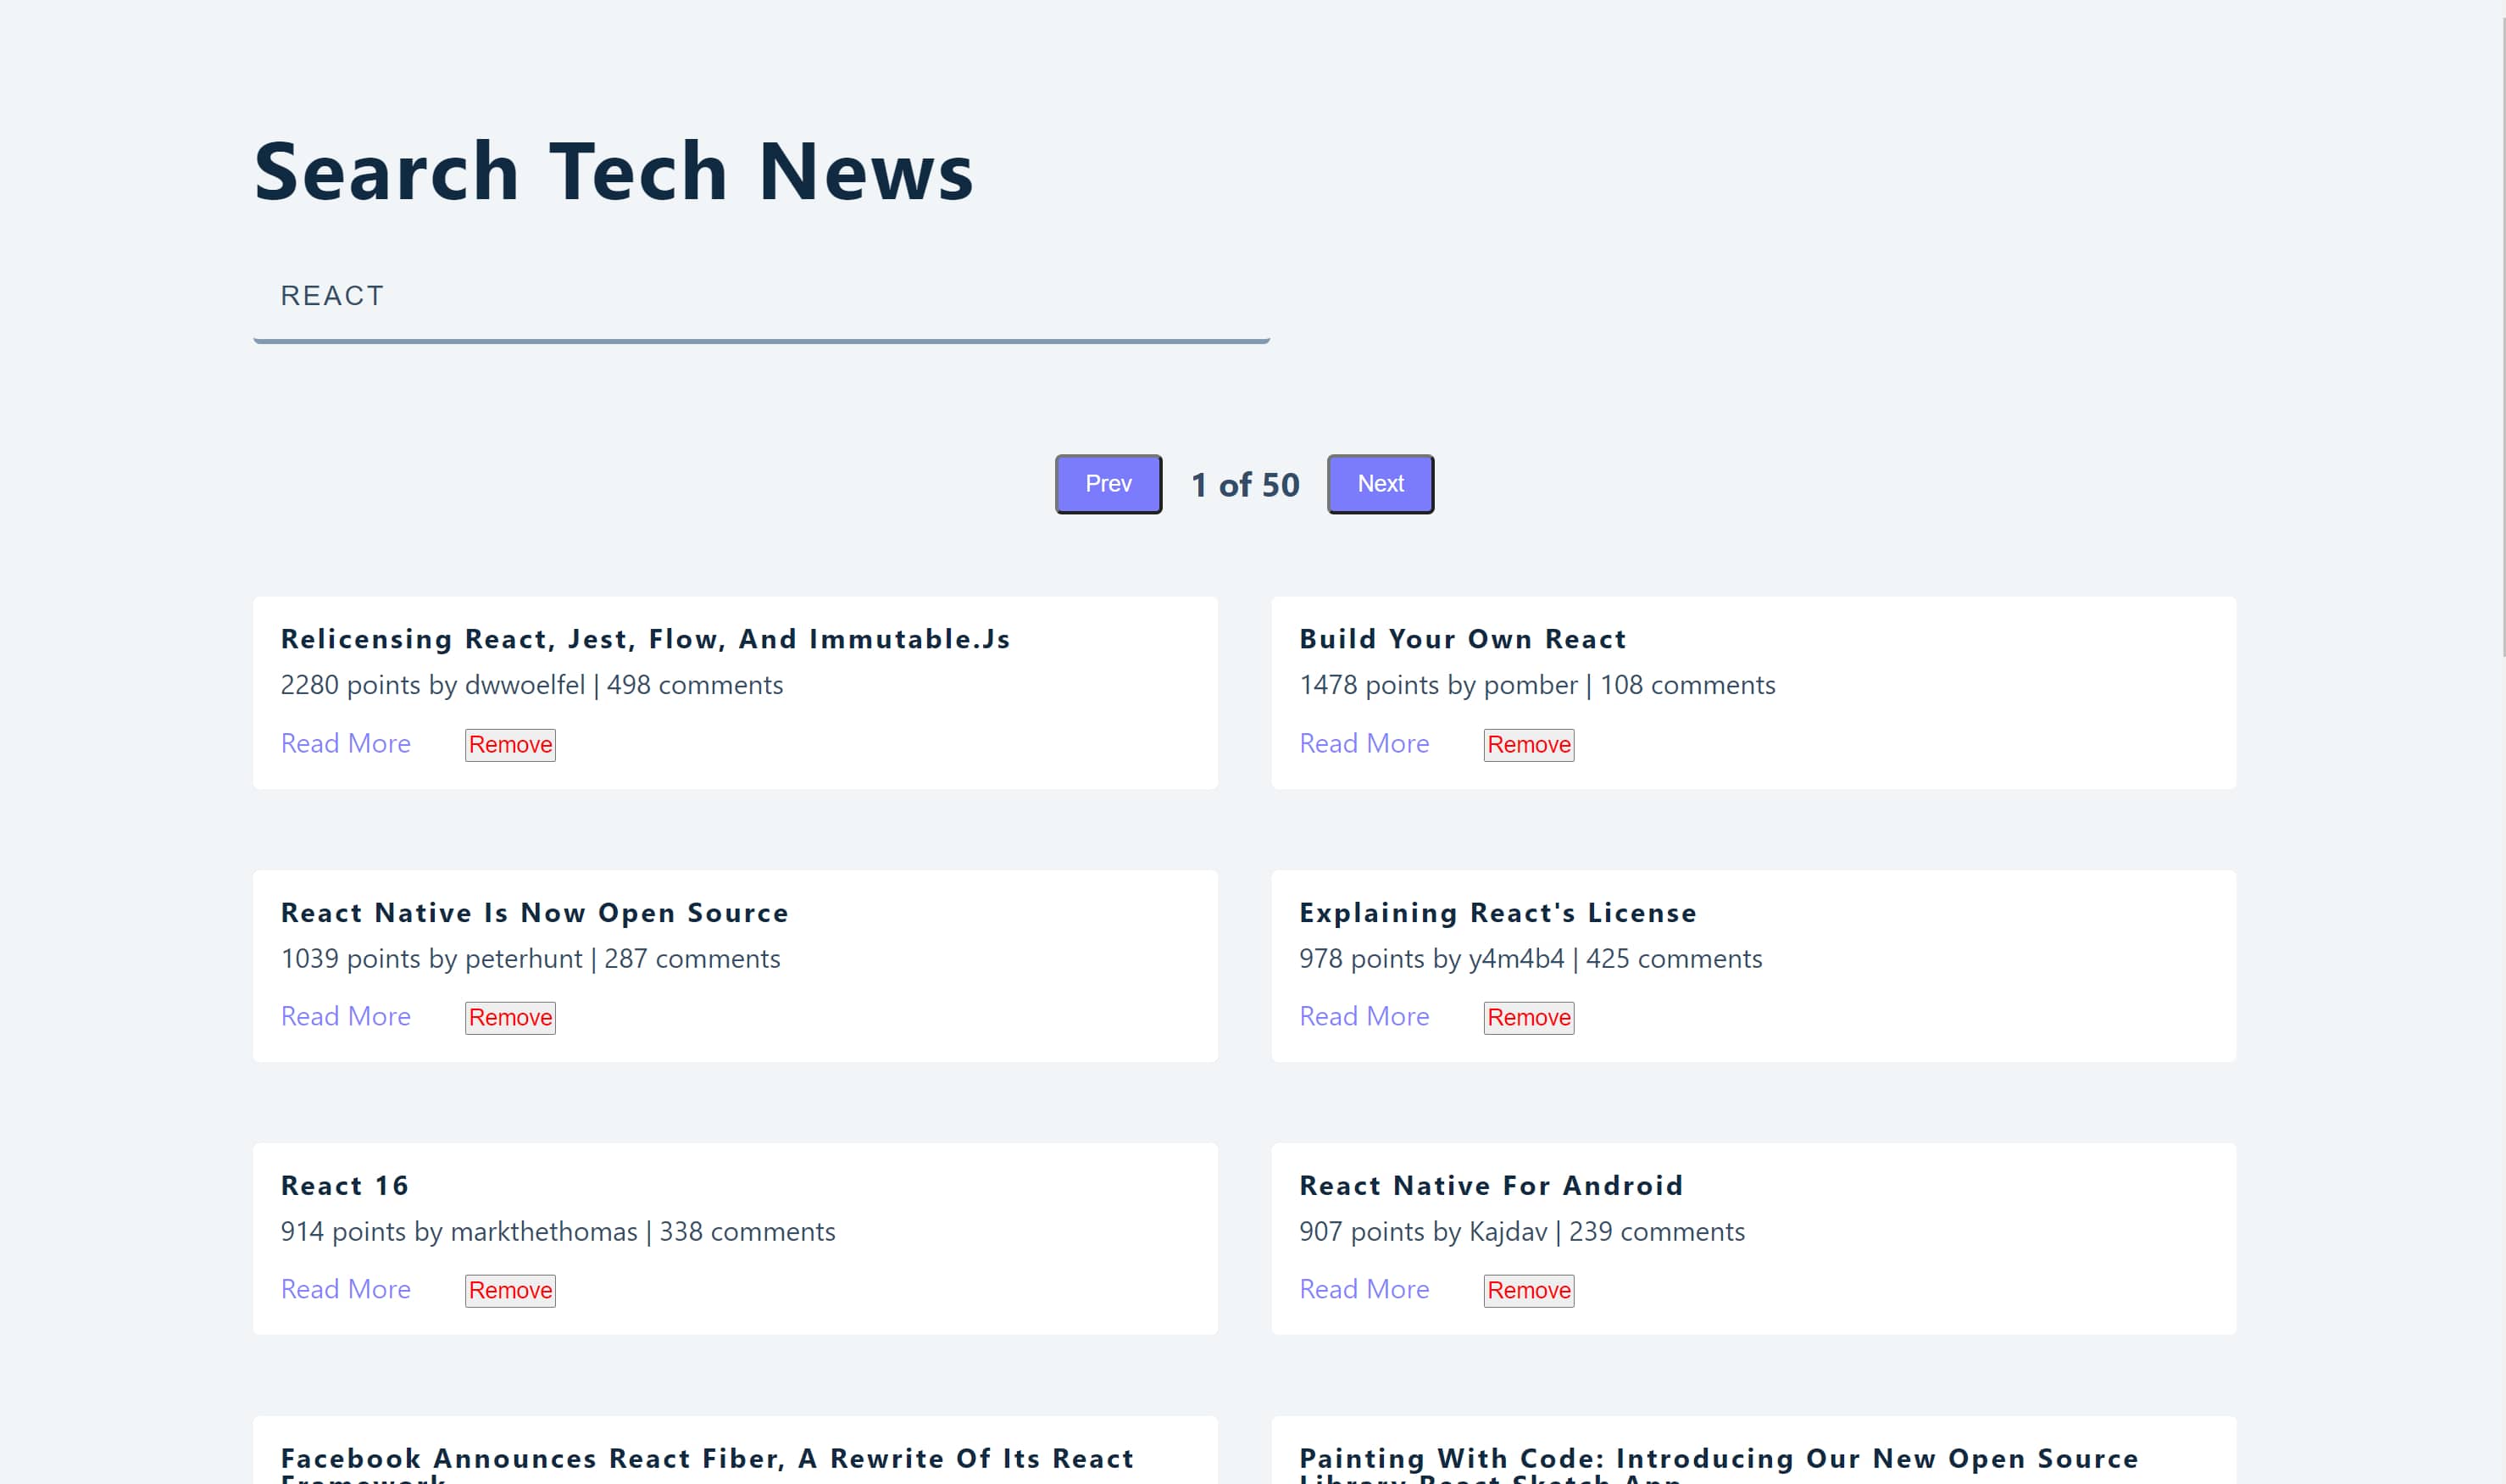 Search Tech News
REACT
Prev 1 of 50 Next
Relicensing React, Jest, Flow, And Immutable.Js
2280 points by dwwoelfel | 498 comments
Read More Remove
Build Your Own React
1478 points by pomber | 108 comments
Read More Remove
React Native Is Now Open Source
1039 points by peterhunt | 287 comments
Read More Remove
Explaining React's License
978 points by y4m4b4 | 425 comments
Read More Remove
React 16
914 points by markthethomas | 338 comments
Read More Remove
React Native For Android
907 points by Kajdav | 239 comments
Read More Remove
Facebook Announces React Fiber, A Rewrite Of Its React
Framework
Painting With Code: Introducing Our New Open Source
Library React Sketch App